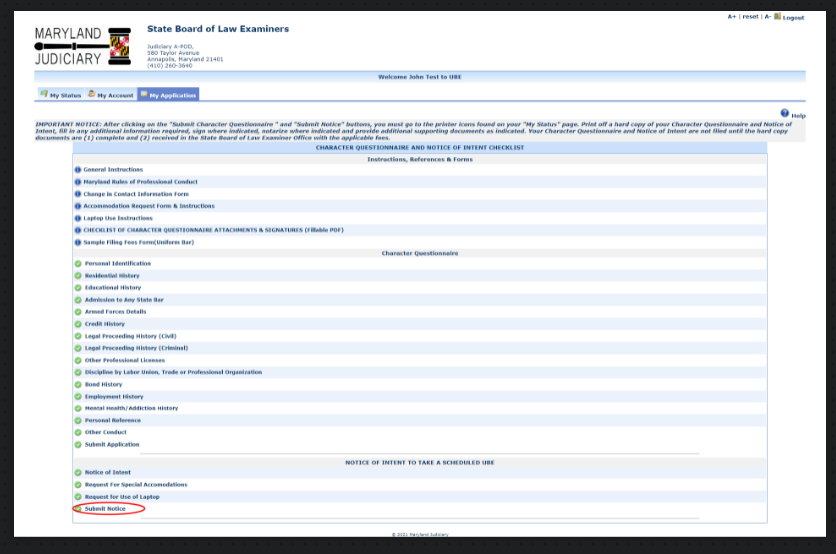 A+ | reset | A- Logout
MARYLAND
JUDICIARY
State Board of Law Examiners
Judiciary A-POD,
580 Taylor Avenue
Annapolis, Maryland 21401
(410) 260-3640
Welcome John Test to UBE
My Status My Account My Application
Help
IMPORTANT NOTICE: After clicking on the "Submit Character Questionnaire " and "Submit Notice" buttons, you must go to the printer icons found on your "My Status" page. Print off a hard copy of your Character Questionnaire and Notice of
Intent, fill in any additional information required, sign where indicated, notarize where indicated and provide additional supporting documents as indicated. Your Character Questionnaire and Notice of Intent are not filed until the hard copy
documents are (1) complete and (2) received in the State Board of Law Examiner Office with the applicable fees.
CHARACTER QUESTIONNAIRE AND NOTICE OF INTENT CHECKLIST
Instructions, References & Forms
General Instructions
Maryland Rules of Professional Conduct
Change in Contact Information Form
Accommodation Request Form & Instructions
Laptop Use Instructions
CHECKLIST OF CHARACTER QUESTIONNAIRE ATTACHMENTS & SIGNATURES (Fillable PDF)
Sample Filing Fees Form(Uniform Bar)
Character Questionnaire
Personal Identification
Residential History
Educational History
Admission to Any State Bar
Armed Forces Details
Credit History
Legal Proceeding History (Civil)
Legal Proceeding History (Criminal)
Other Professional Licenses
Discipline by Labor Union, Trade or Professional Organization
Bond History
Employment History
Mental Health/Addiction History
Personal Reference
Other Conduct
Submit Application
NOTICE OF INTENT TO TAKE A SCHEDULED UBE
Notice of Intent
Request For Special Accomodations
Request for Use of Laptop
Submit Notice
© 2021 Maryland Judiciary